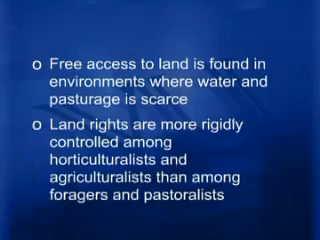 o Free access to land is found in
environments where water and
pasturage is scarce
o Land rights are more rigidly
controlled among
horticulturalists and
agriculturalists than among
foragers and pastoralists